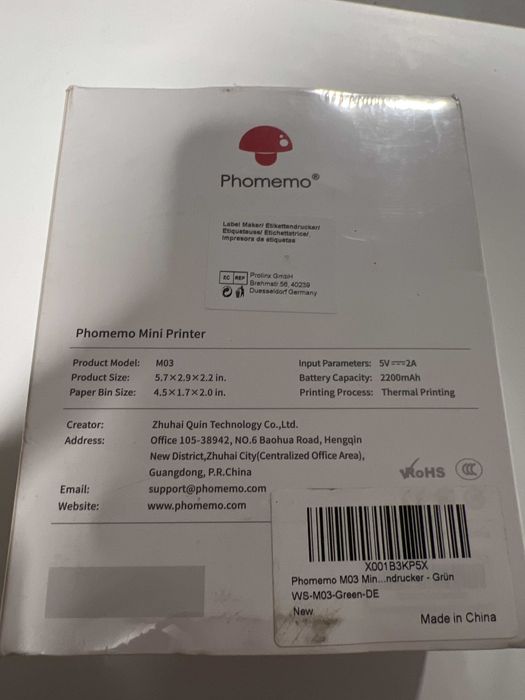 Phomemo®
Label Maker/ Etikettendrucker/
Etiqueteuse/ Etichettatrice/
Impresora de etiquetas
EC REP
Prolinx GmbH
Brehmstr 56, 40239
Duesseldorf Germany
Phomemo Mini Printer
Product Model: M03
Product Size: 5.7×2.9×2.2 in.
Paper Bin Size: 4.5×1.7×2.0 in.
Input Parameters: 5V⎓2A
Battery Capacity: 2200mAh
Printing Process: Thermal Printing
Creator: Zhuhai Quin Technology Co.,Ltd.
Address: Office 105-38942, NO.6 Baohua Road, Hengqin
New District,Zhuhai City(Centralized Office Area),
Guangdong, P.R.China
Email: support@phomemo.com
Website: www.phomemo.com
RoHS
CCC
X001B3KP5X
Phomemo M03 Min...ndrucker - Grün
WS-M03-Green-DE
New
Made in China